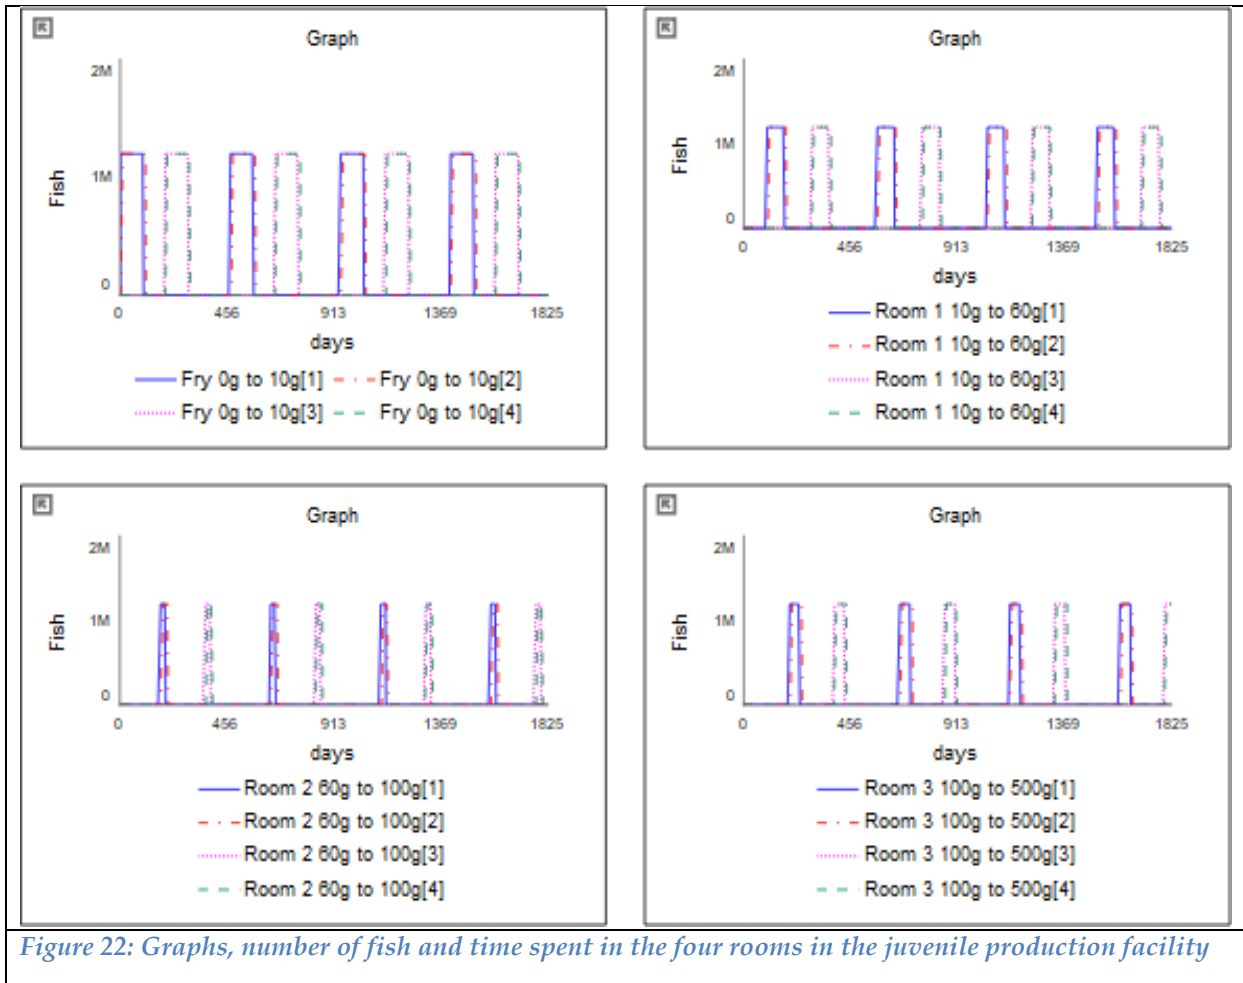 Graph
2M
1M
0
Fish
0 456 913 1369 1825
days
Fry 0g to 10g[1] Fry 0g to 10g[2]
Fry 0g to 10g[3] Fry 0g to 10g[4]
Graph
2M
1M
0
Fish
0 456 913 1369 1825
days
Room 1 10g to 60g[1]
Room 1 10g to 60g[2]
Room 1 10g to 60g[3]
Room 1 10g to 60g[4]
Graph
2M
1M
0
Fish
0 456 913 1369 1825
days
Room 2 60g to 100g[1]
Room 2 60g to 100g[2]
Room 2 60g to 100g[3]
Room 2 60g to 100g[4]
Graph
2M
1M
0
Fish
0 456 913 1369 1825
days
Room 3 100g to 500g[1]
Room 3 100g to 500g[2]
Room 3 100g to 500g[3]
Room 3 100g to 500g[4]
Figure 22: Graphs, number of fish and time spent in the four rooms in the juvenile production facility